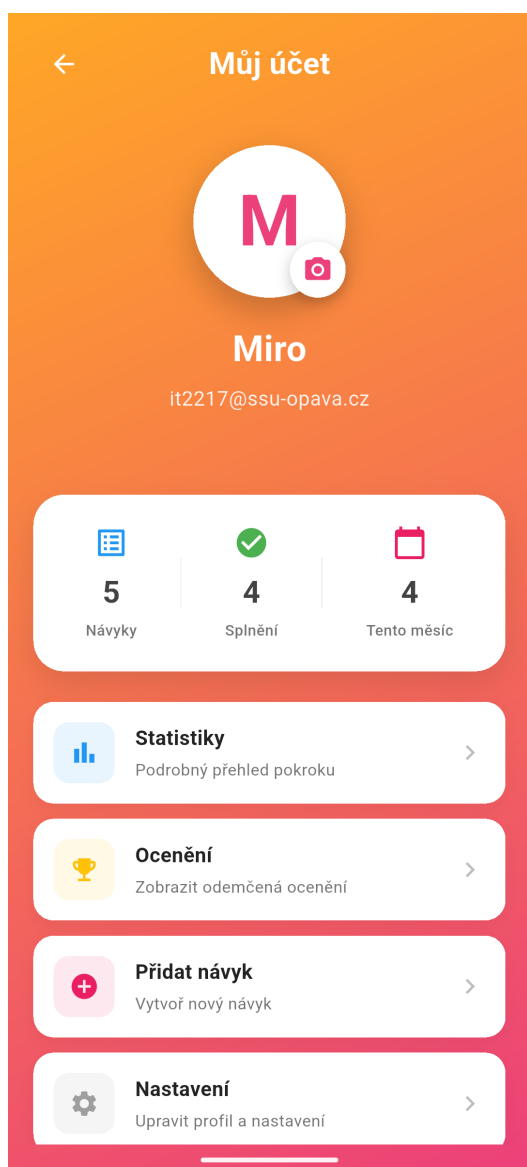 Můj účet
M
Miro
it2217@ssu-opava.cz
5
4
4
Návyky
Splnění
Tento měsíc
Statistiky
Podrobný přehled pokroku
Ocenění
Zobrazit odemčená ocenění
Přidat návyk
Vytvoř nový návyk
Nastavení
Upravit profil a nastavení